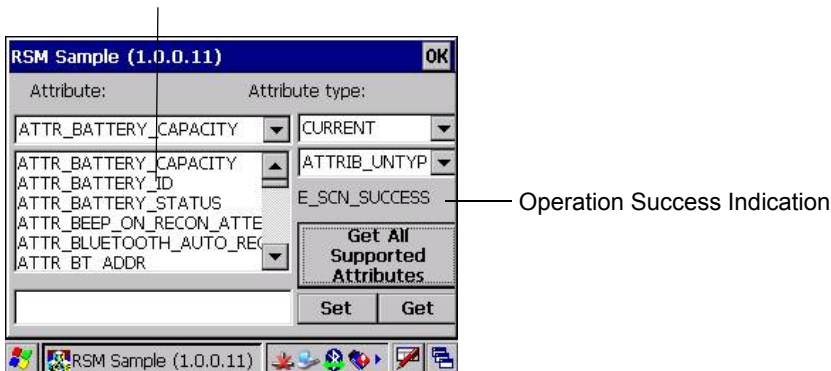 RSM Sample (1.0.0.11) OK
Attribute: Attribute type:
ATTR_BATTERY_CAPACITY CURRENT
ATTR_BATTERY_CAPACITY ATTRIB_UNTYP
ATTR_BATTERY_ID
ATTR_BATTERY_STATUS E_SCN_SUCCESS Operation Success Indication
ATTR_BEEP_ON_RECON_ATTE
ATTR_BLUETOOTH_AUTO_REC
ATTR_BT_ADDR
Get All
Supported
Attributes
Set Get
RSM Sample (1.0.0.11)